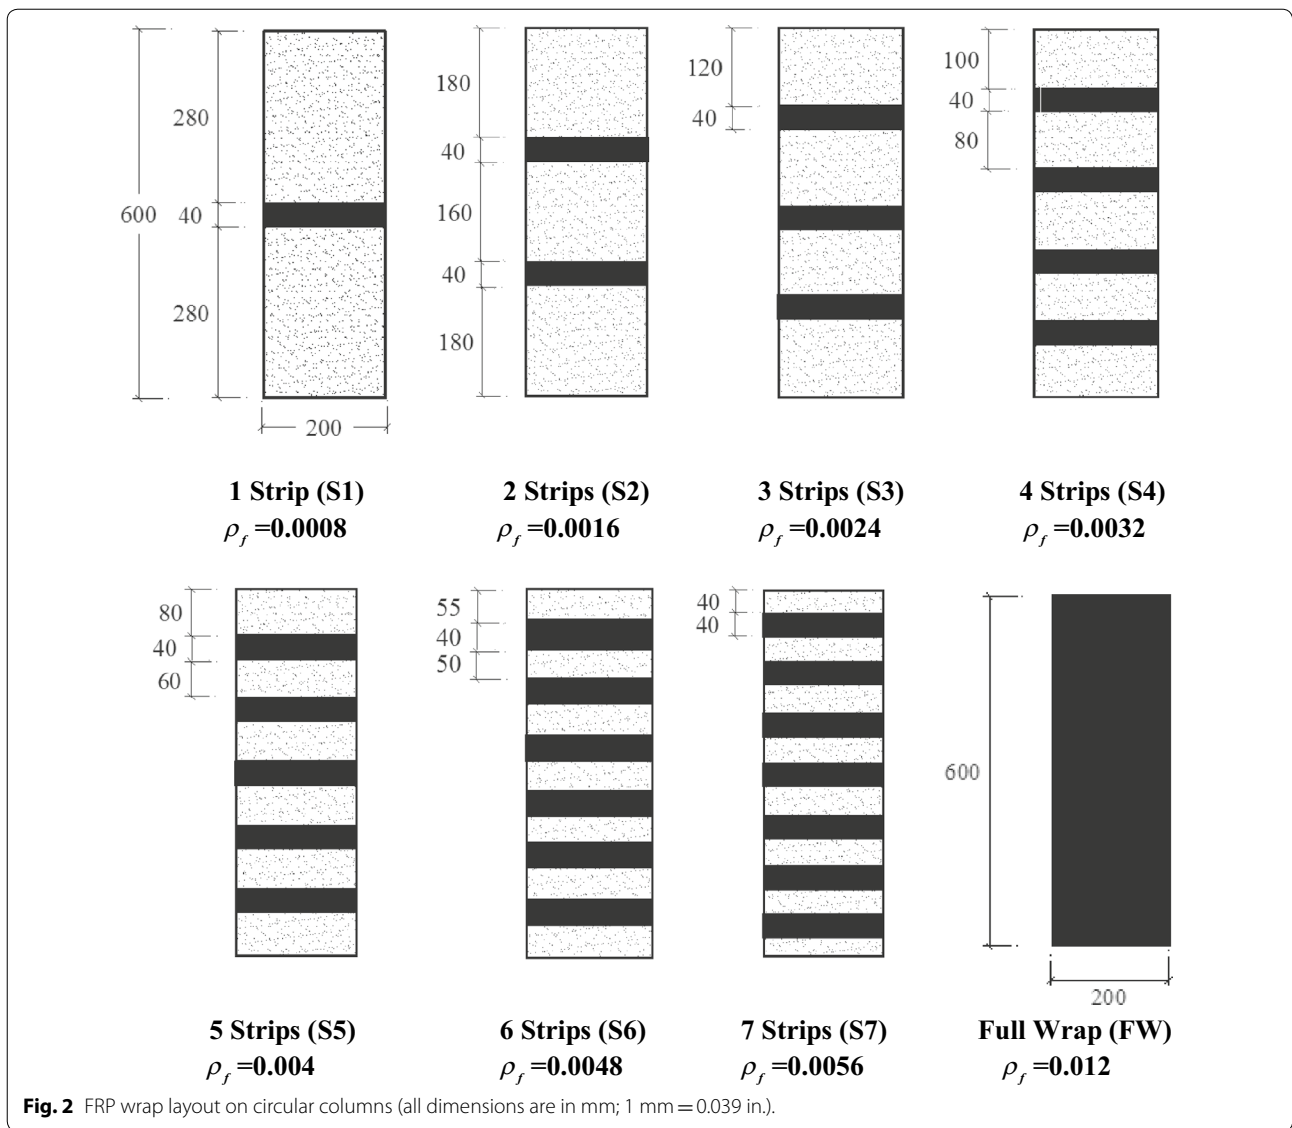 600
280
40
280
200
1 Strip (S1)
ρf =0.0008
180
40
160
40
180
2 Strips (S2)
ρf =0.0016
120
40
3 Strips (S3)
ρf =0.0024
100
40
80
4 Strips (S4)
ρf =0.0032
80
40
60
5 Strips (S5)
ρf =0.004
55
40
50
6 Strips (S6)
ρf =0.0048
40
40
7 Strips (S7)
ρf =0.0056
600
200
Full Wrap (FW)
ρf =0.012
Fig. 2 FRP wrap layout on circular columns (all dimensions are in mm; 1 mm = 0.039 in.).